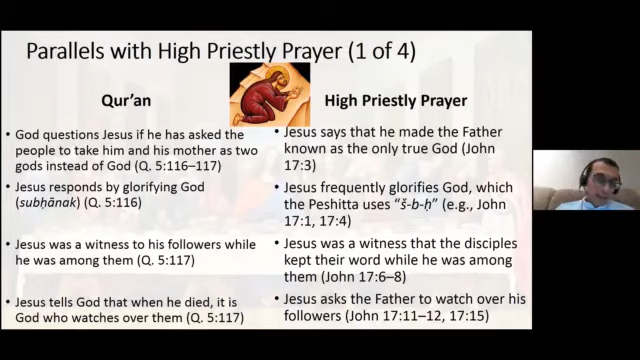 Parallels with High Priestly Prayer (1 of 4)
Qur'an
• God questions Jesus if he has asked the
people to take him and his mother as two
gods instead of God (Q. 5:116–117)
• Jesus responds by glorifying God
(subḥānak) (Q. 5:116)
• Jesus was a witness to his followers while
he was among them (Q. 5:117)
• Jesus tells God that when he died, it is
God who watches over them (Q. 5:117)
High Priestly Prayer
• Jesus says that he made the Father
known as the only true God (John
17:3)
• Jesus frequently glorifies God, which
the Peshitta uses "š-b-ḥ" (e.g., John
17:1, 17:4)
• Jesus was a witness that the disciples
kept their word while he was among
them (John 17:6–8)
• Jesus asks the Father to watch over his
followers (John 17:11–12, 17:15)